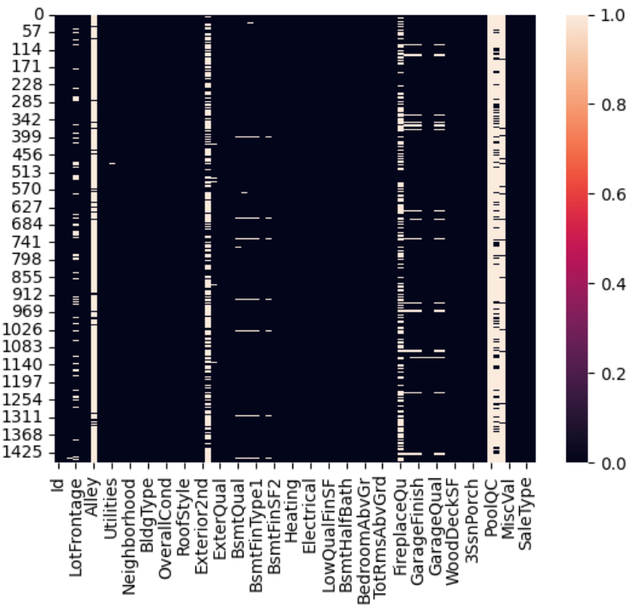 0
57
114
171
228
285
342
399
456
513
570
627
684
741
798
855
912
969
1026
1083
1140
1197
1254
1311
1368
1425
1.0
0.8
0.6
0.4
0.2
0.0
Id
LotFrontage
Alley
Utilities
Neighborhood
BldgType
OverallCond
RoofStyle
Exterior2nd
ExterQual
BsmtQual
BsmtFinType1
BsmtFinSF2
Heating
Electrical
LowQualFinSF
BsmtHalfBath
BedroomAbvGr
TotRmsAbvGrd
FireplaceQu
GarageFinish
GarageQual
WoodDeckSF
3SsnPorch
PoolQC
MiscVal
SaleType